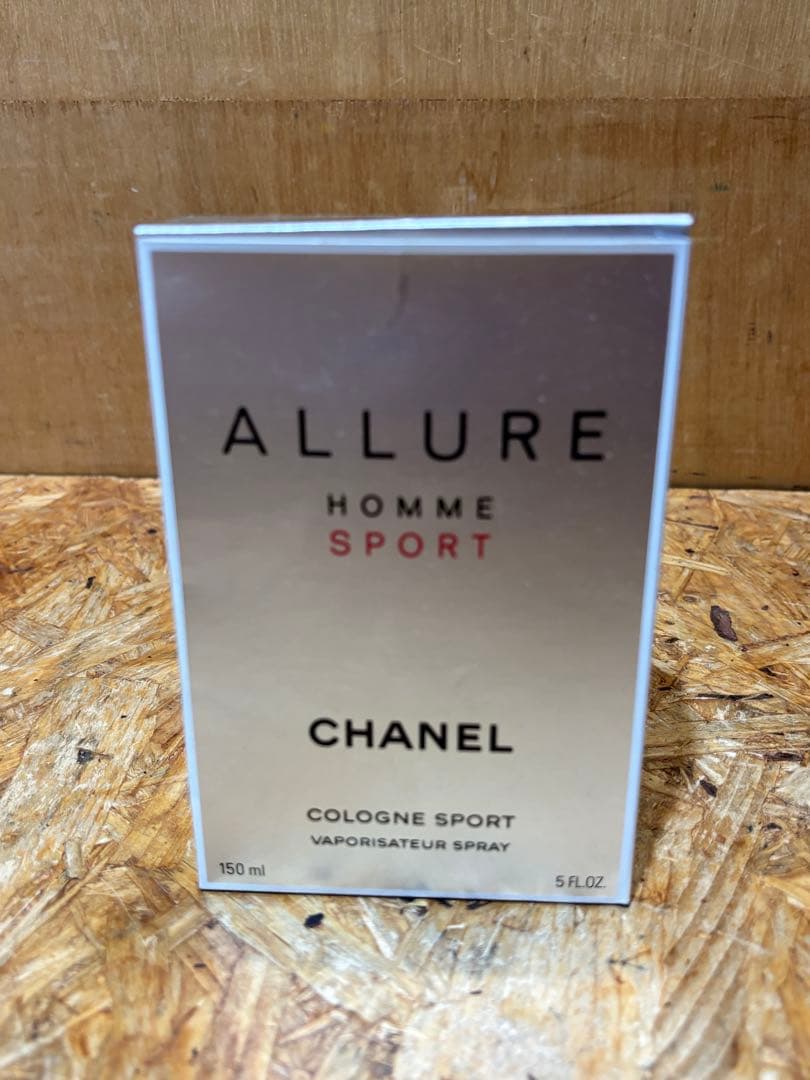 ALLURE
HOMME
SPORT
CHANEL
COLOGNE SPORT
VAPORISATEUR SPRAY
150 ml 5 FL.OZ.